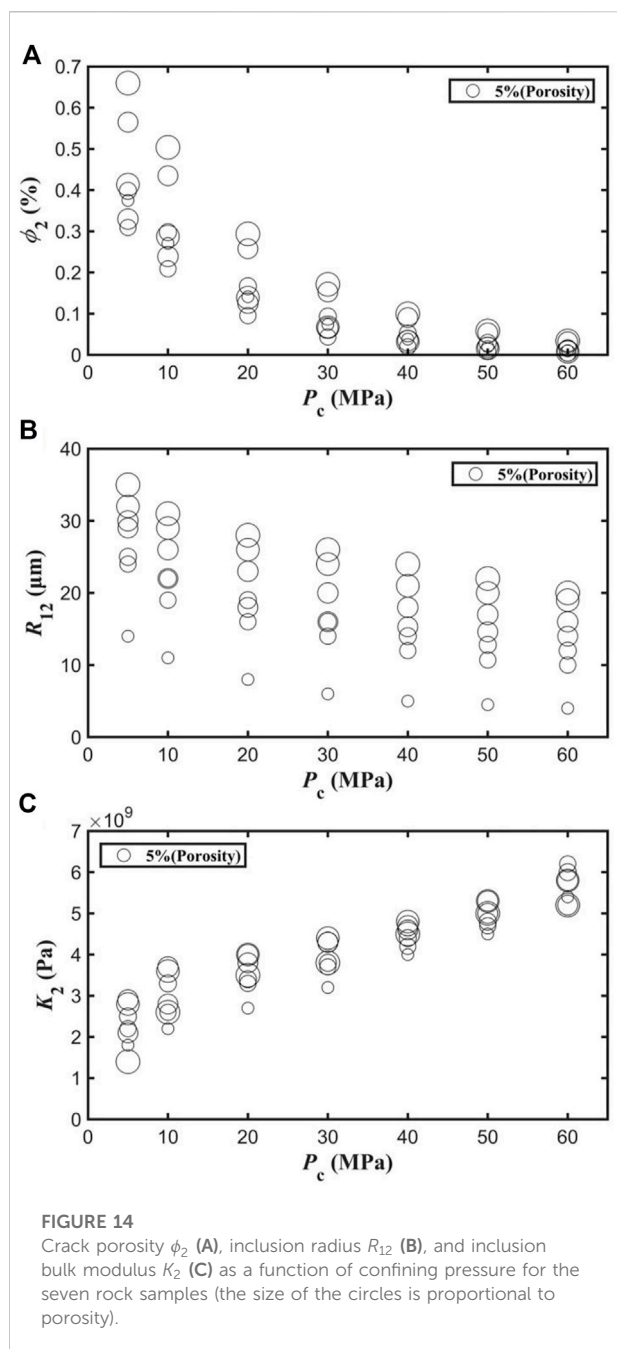 A
0.7
0.6
0.5
0.4
0.3
0.2
0.1
0
ϕ2 (%)
5%(Porosity)
0 10 20 30 40 50 60
Pc (MPa)
B
40
30
20
10
0
R12 (μm)
5%(Porosity)
0 10 20 30 40 50 60
Pc (MPa)
C
×10^9
7
6
5
4
3
2
1
0
K2 (Pa)
5%(Porosity)
0 10 20 30 40 50 60
Pc (MPa)
FIGURE 14
Crack porosity ϕ2 (A), inclusion radius R12 (B), and inclusion
bulk modulus K2 (C) as a function of confining pressure for the
seven rock samples (the size of the circles is proportional to
porosity).